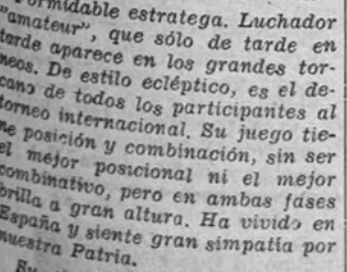 ormidable estratega. Luchador
"amateur", que sólo de tarde en
tarde aparece en los grandes tor-
neos. De estilo ecléptico, es el de-
cano de todos los participantes al
torneo internacional. Su juego tie-
ne posición y combinación, sin ser
el mejor posicional ni el mejor
combinativo, pero en ambas fases
brilla a gran altura. Ha vivido en
España y siente gran simpatía por
nuestra Patria.
Su